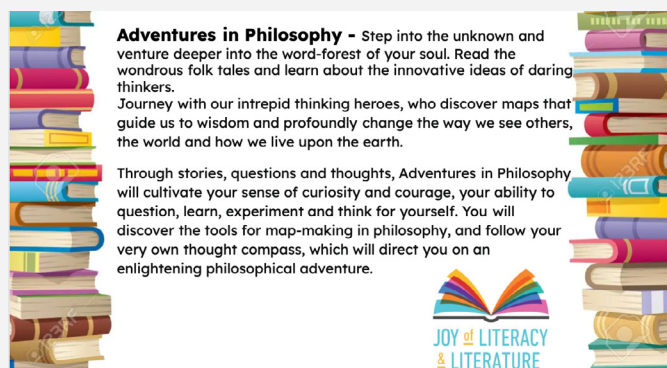 Adventures in Philosophy - Step into the unknown and
venture deeper into the word-forest of your soul. Read the
wondrous folk tales and learn about the innovative ideas of daring
thinkers.
Journey with our intrepid thinking heroes, who discover maps that
guide us to wisdom and profoundly change the way we see others,
the world and how we live upon the earth.
Through stories, questions and thoughts, Adventures in Philosophy
will cultivate your sense of curiosity and courage, your ability to
question, learn, experiment and think for yourself. You will
discover the tools for map-making in philosophy, and follow your
very own thought compass, which will direct you on an
enlightening philosophical adventure.
JOY of LITERACY
& LITERATURE